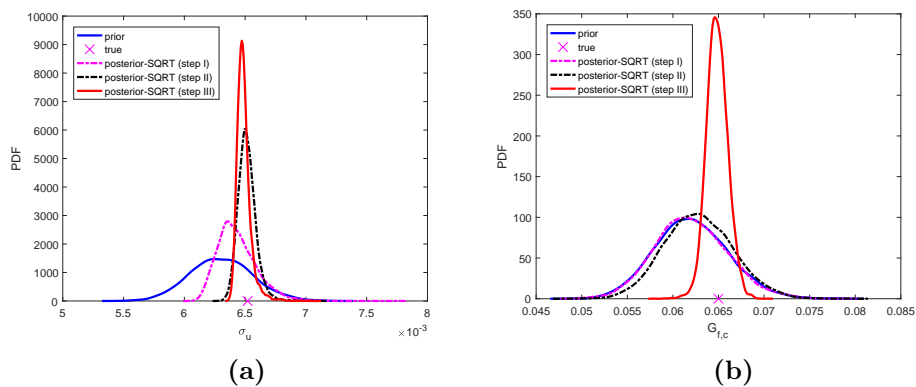 10000
9000
8000
7000
6000
5000
4000
3000
2000
1000
0
PDF
prior
true
posterior-SQRT (step I)
posterior-SQRT (step II)
posterior-SQRT (step III)
5 5.5 6 6.5 7 7.5 8
×10^-3
σ_u
(a)
350
300
250
200
150
100
50
0
PDF
prior
true
posterior-SQRT (step I)
posterior-SQRT (step II)
posterior-SQRT (step III)
0.045 0.05 0.055 0.06 0.065 0.07 0.075 0.08 0.085
G_f,c
(b)